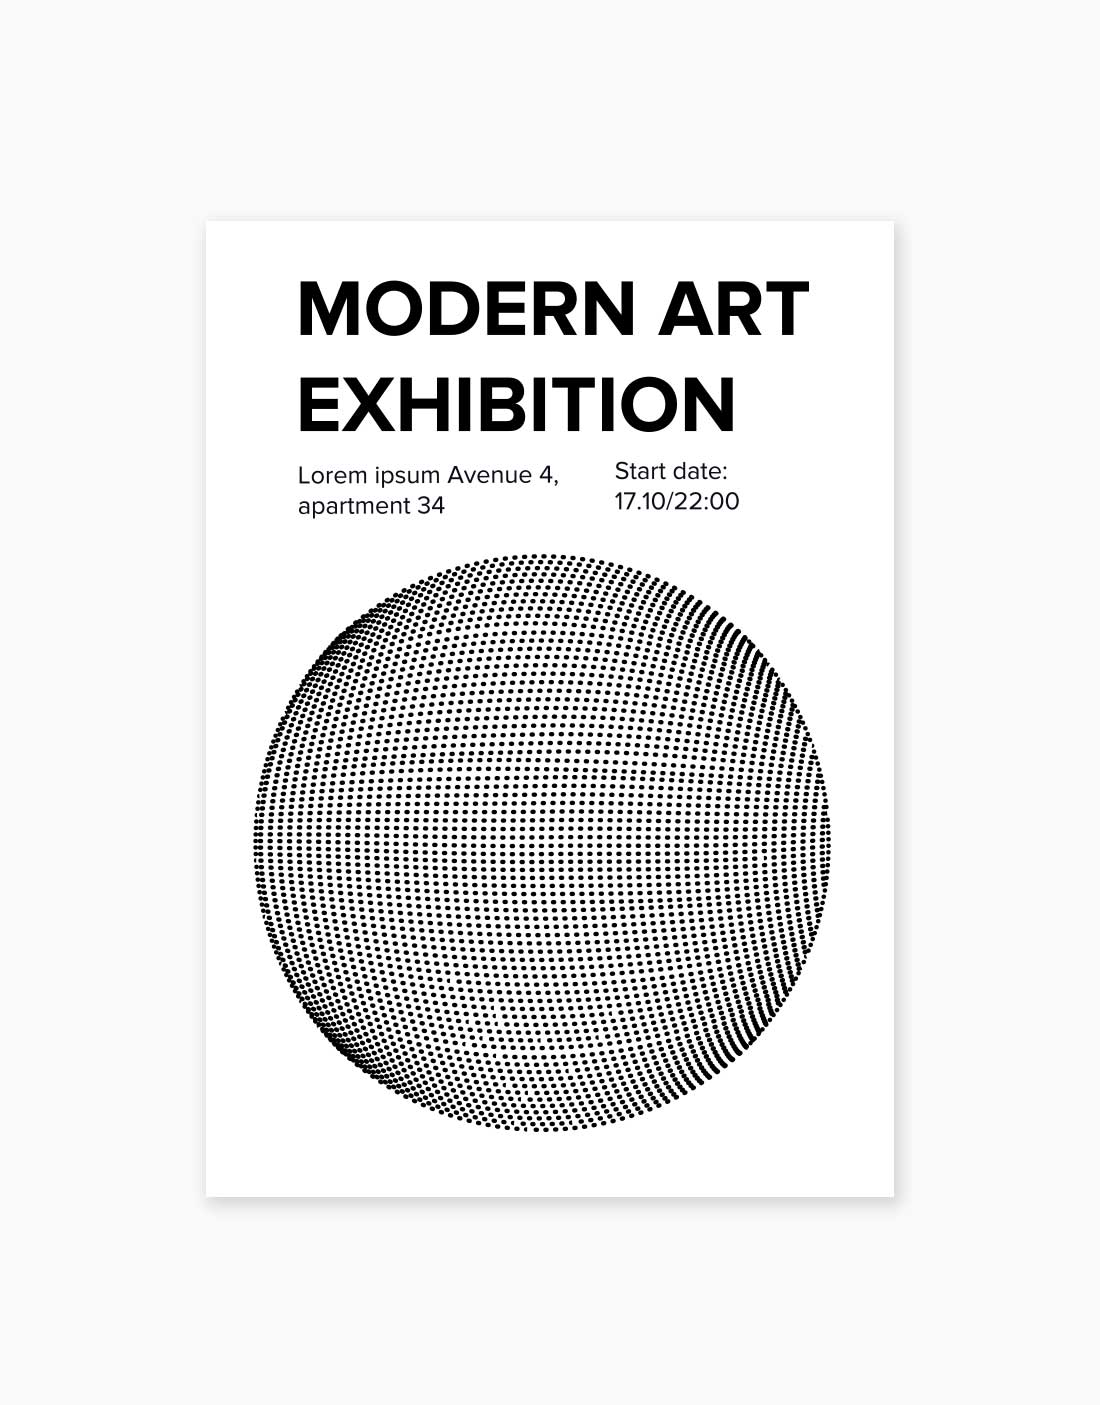 MODERN ART
EXHIBITION
Lorem ipsum Avenue 4,
apartment 34
Start date:
17.10/22:00